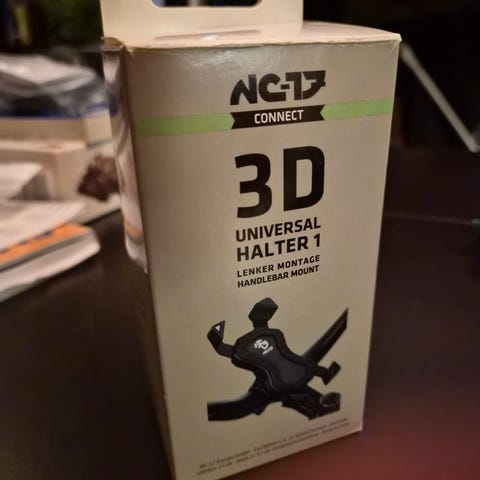 NC-17
CONNECT
3D
UNIVERSAL
HALTER 1
LENKER MONTAGE
HANDLEBAR MOUNT